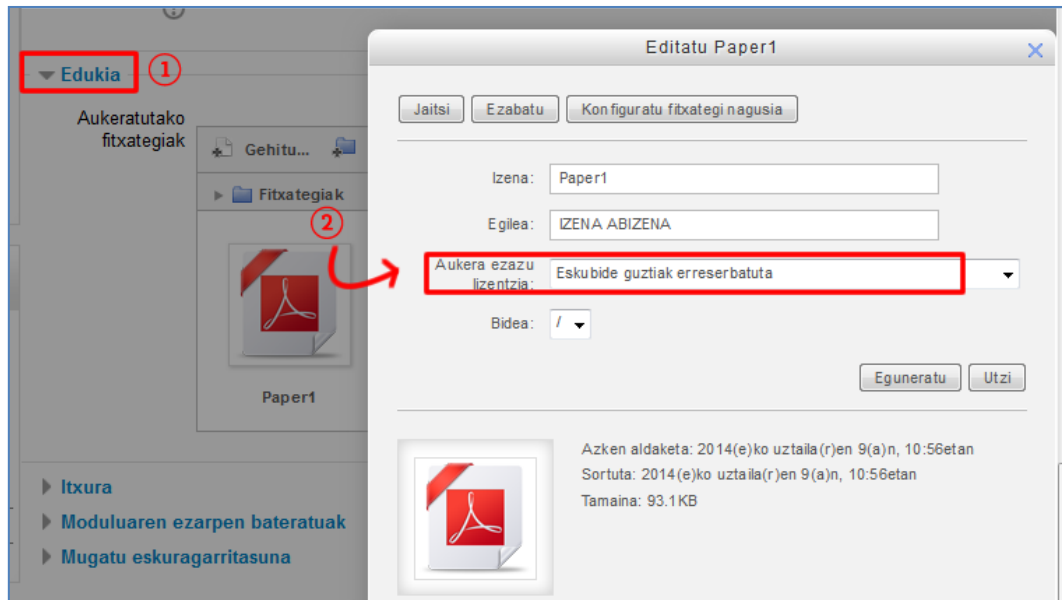 Edukia
①
Aukeratutako
fitxategiak
Gehitu...
Fitxategiak
②
Paper1
Itxura
Moduluaren ezarpen bateratuak
Mugatu eskuragarritasuna
Editatu Paper1
Jaitsi Ezabatu Konfiguratu fitxategi nagusia
Izena: Paper1
Egilea: IZENA ABIZENA
Aukera ezazu
lizentzia: Eskubide guztiak erreserbatuta
Bidea: /
Eguneratu Utzi
Azken aldaketa: 2014(e)ko uztaila(r)en 9(a)n, 10:56etan
Sortuta: 2014(e)ko uztaila(r)en 9(a)n, 10:56etan
Tamaina: 93.1KB